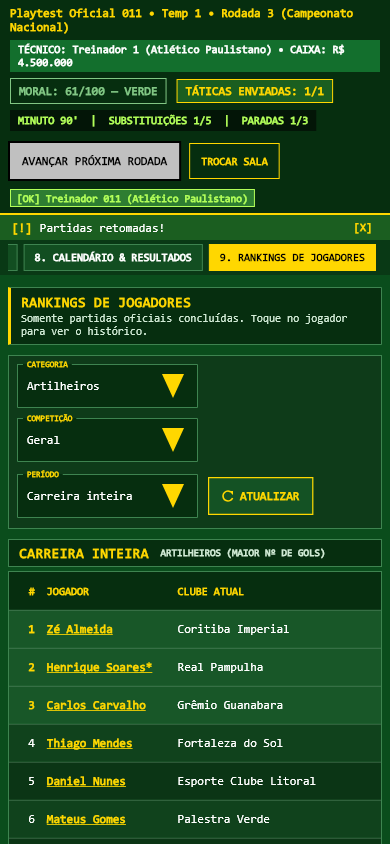 Playtest Oficial 011 • Temp 1 • Rodada 3 (Campeonato
Nacional)
TÉCNICO: Treinador 1 (Atlético Paulistano) • CAIXA: R$
4.500.000
MORAL: 61/100 — VERDE
TÁTICAS ENVIADAS: 1/1
MINUTO 90' | SUBSTITUIÇÕES 1/5 | PARADAS 1/3
AVANÇAR PRÓXIMA RODADA
TROCAR SALA
[OK] Treinador 011 (Atlético Paulistano)
[!] Partidas retomadas! [X]
8. CALENDÁRIO & RESULTADOS
9. RANKINGS DE JOGADORES
RANKINGS DE JOGADORES
Somente partidas oficiais concluídas. Toque no jogador
para ver o histórico.
CATEGORIA
Artilheiros
COMPETIÇÃO
Geral
PERÍODO
Carreira inteira
ATUALIZAR
CARREIRA INTEIRA ARTILHEIROS (MAIOR Nº DE GOLS)
# JOGADOR CLUBE ATUAL
1 Zé Almeida Coritiba Imperial
2 Henrique Soares* Real Pampulha
3 Carlos Carvalho Grêmio Guanabara
4 Thiago Mendes Fortaleza do Sol
5 Daniel Nunes Esporte Clube Litoral
6 Mateus Gomes Palestra Verde